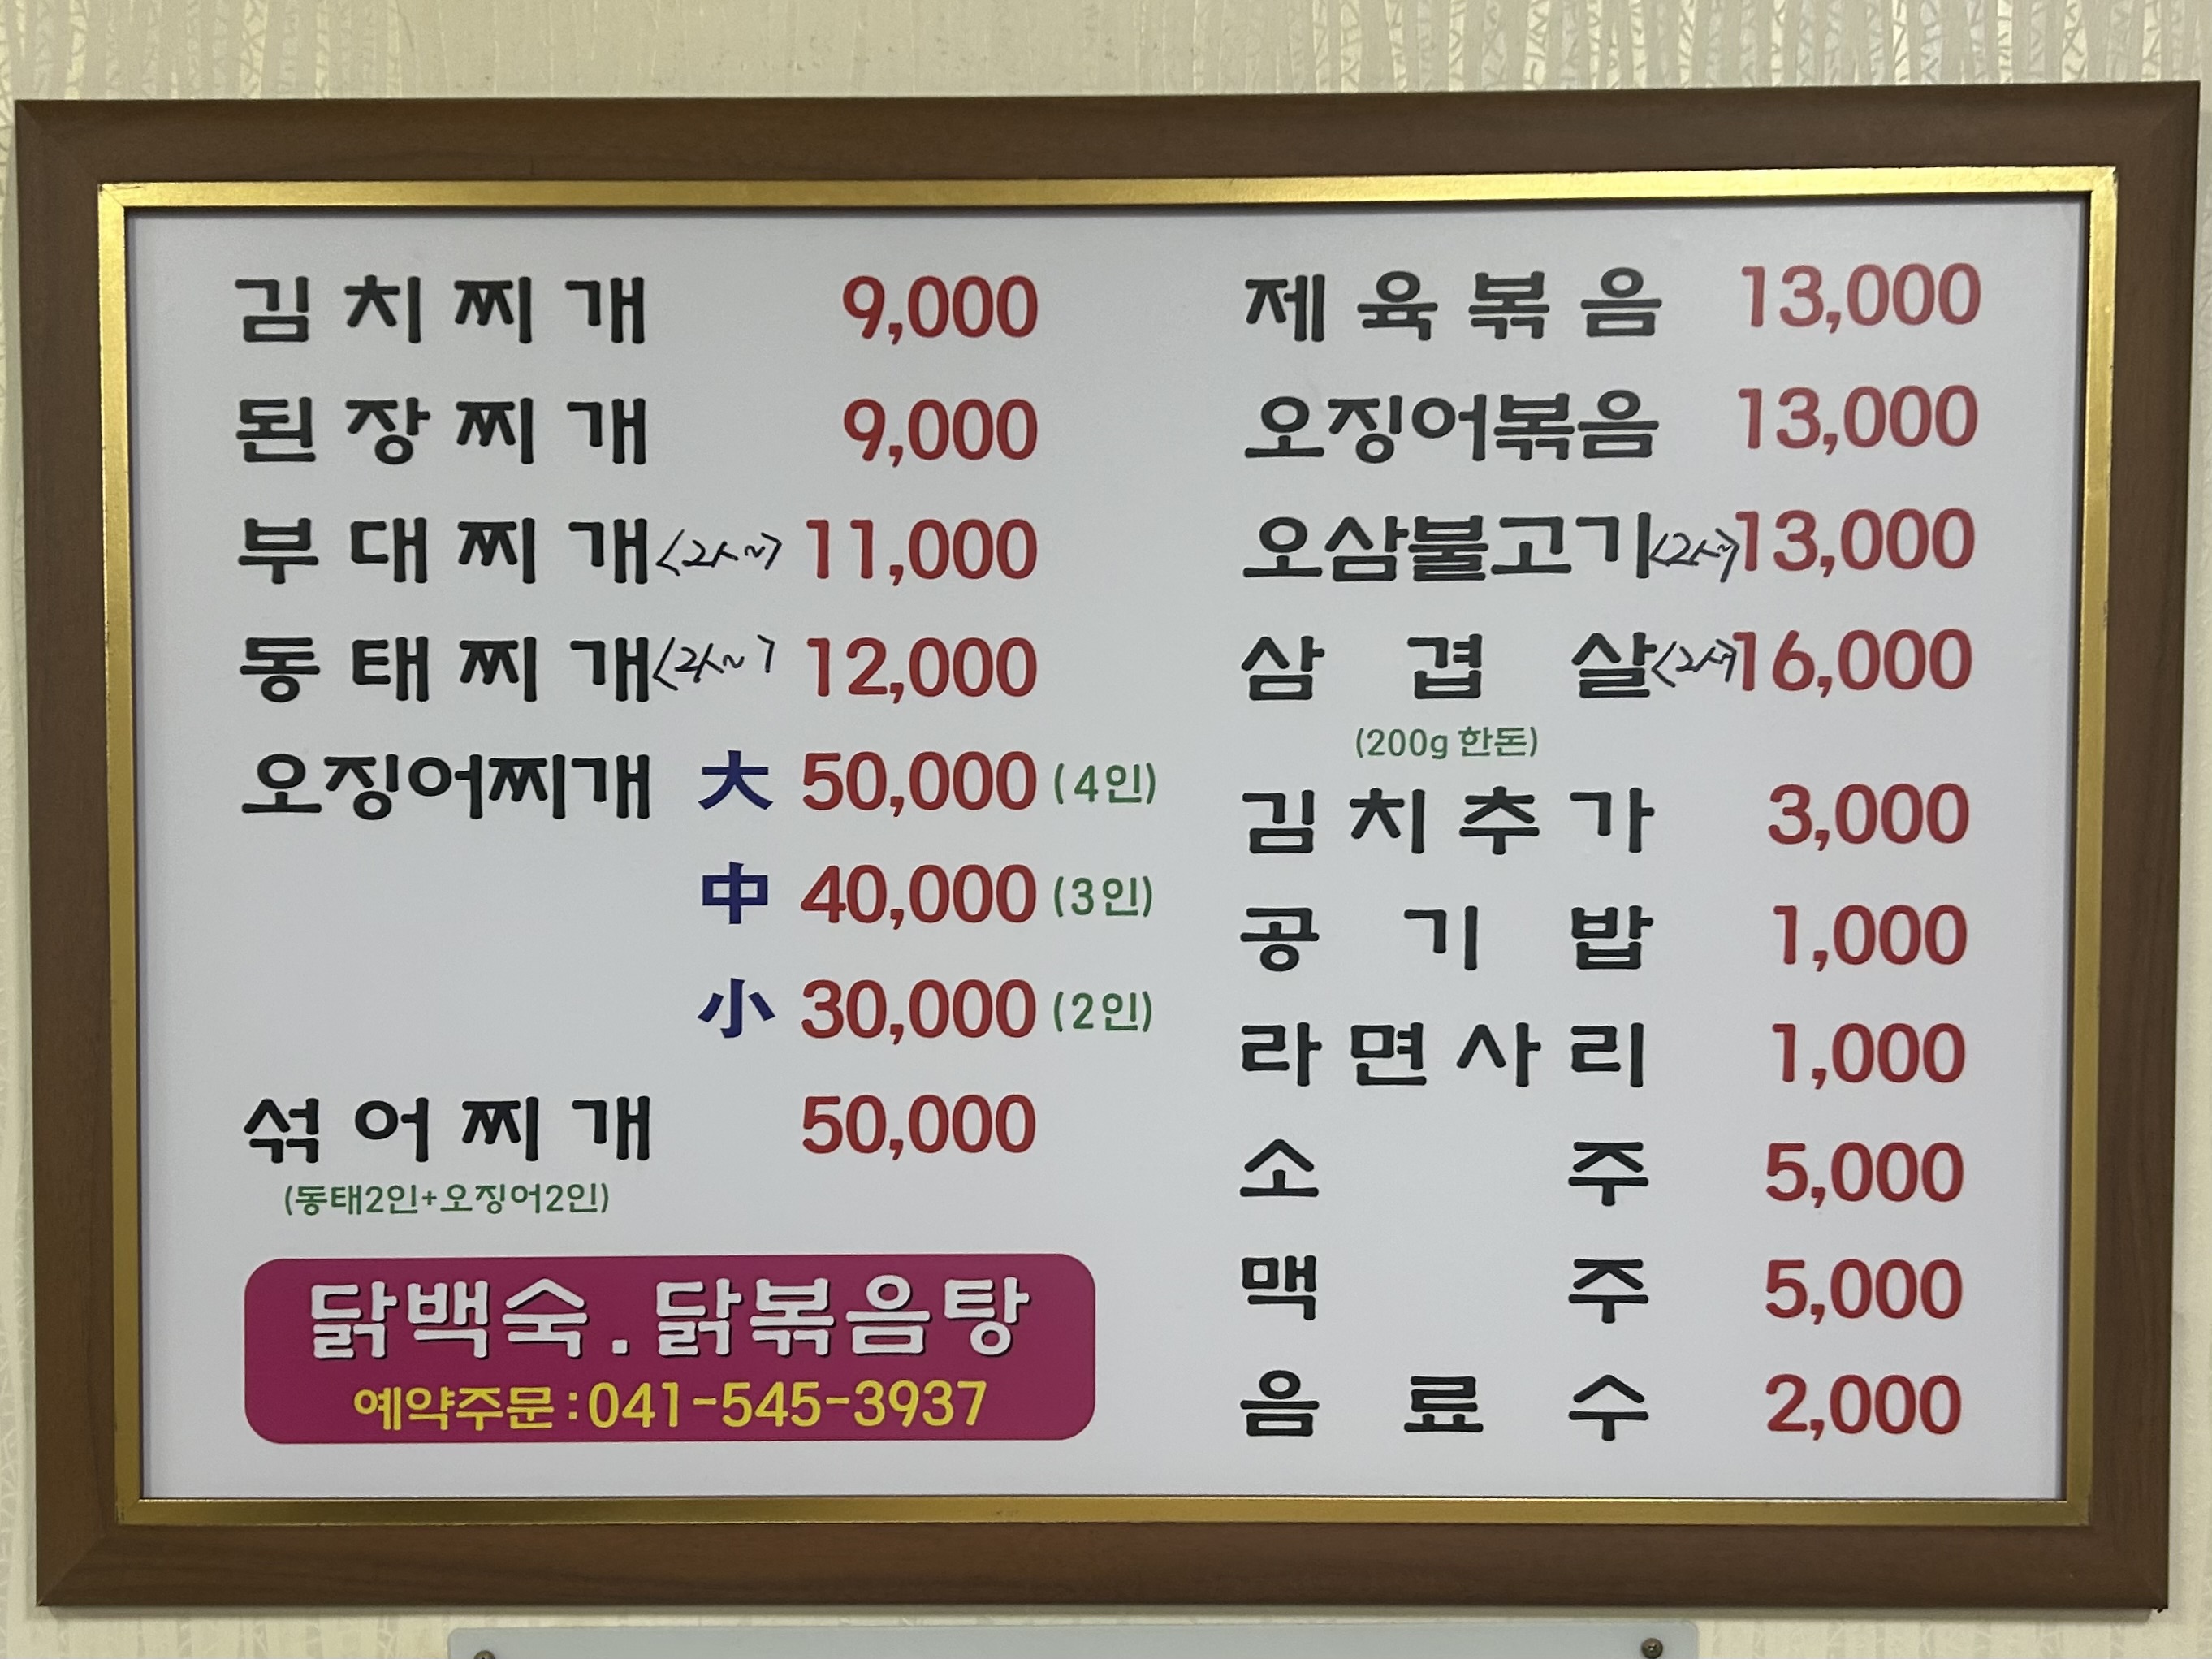 김치찌개 9,000
된장찌개 9,000
부대찌개 <2人~> 11,000
동태찌개 <2人~> 12,000
오징어찌개 大 50,000 (4인)
中 40,000 (3인)
小 30,000 (2인)
섞어찌개 50,000
(동태2인+오징어2인)
닭백숙.닭볶음탕
예약주문:041-545-3937
제육볶음 13,000
오징어볶음 13,000
오삼불고기 <2人~> 13,000
삼겹살 <2人~> 16,000
(200g 한돈)
김치추가 3,000
공기밥 1,000
라면사리 1,000
소주 5,000
맥주 5,000
음료수 2,000